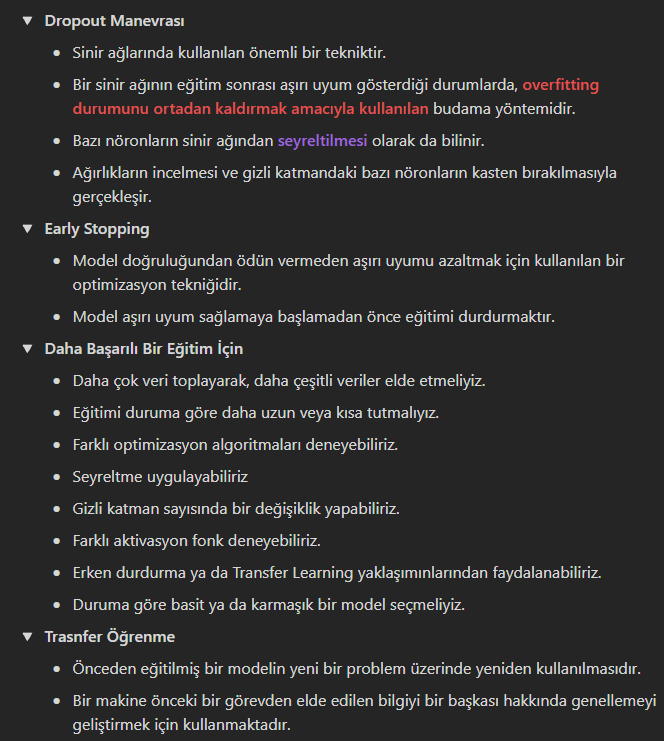 Dropout Manevrası
Sinir ağlarında kullanılan önemli bir tekniktir.
Bir sinir ağının eğitim sonrası aşırı uyum gösterdiği durumlarda, overfitting
durumunu ortadan kaldırmak amacıyla kullanılan budama yöntemidir.
Bazı nöronların sinir ağından seyreltilmesi olarak da bilinir.
Ağırlıkların incelmesi ve gizli katmandaki bazı nöronların kasten bırakılmasıyla
gerçekleşir.
Early Stopping
Model doğruluğundan ödün vermeden aşırı uyumu azaltmak için kullanılan bir
optimizasyon tekniğidir.
Model aşırı uyum sağlamaya başlamadan önce eğitimi durdurmaktır.
Daha Başarılı Bir Eğitim İçin
Daha çok veri toplayarak, daha çeşitli veriler elde etmeliyiz.
Eğitimi duruma göre daha uzun veya kısa tutmalıyız.
Farklı optimizasyon algoritmaları deneyebiliriz.
Seyreltme uygulayabiliriz
Gizli katman sayısında bir değişiklik yapabiliriz.
Farklı aktivasyon fonk deneyebiliriz.
Erken durdurma ya da Transfer Learning yaklaşımınlarından faydalanabiliriz.
Duruma göre basit ya da karmaşık bir model seçmeliyiz.
Trasnfer Öğrenme
Önceden eğitilmiş bir modelin yeni bir problem üzerinde yeniden kullanılmasıdır.
Bir makine önceki bir görevden elde edilen bilgiyi bir başkası hakkında genellemeyi
geliştirmek için kullanmaktadır.